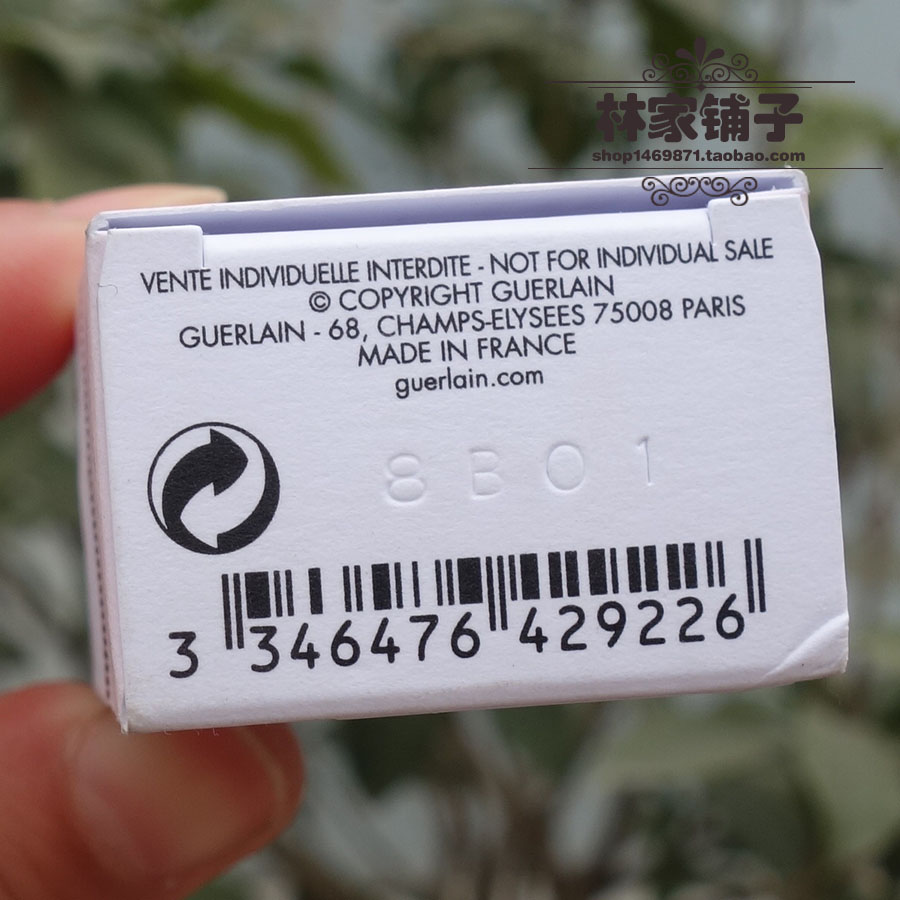 林家铺子
shop1469871.taobao.com
VENTE INDIVIDUELLE INTERDITE - NOT FOR INDIVIDUAL SALE
© COPYRIGHT GUERLAIN
GUERLAIN - 68, CHAMPS-ELYSEES 75008 PARIS
MADE IN FRANCE
guerlain.com
8B01
3 346476 429226